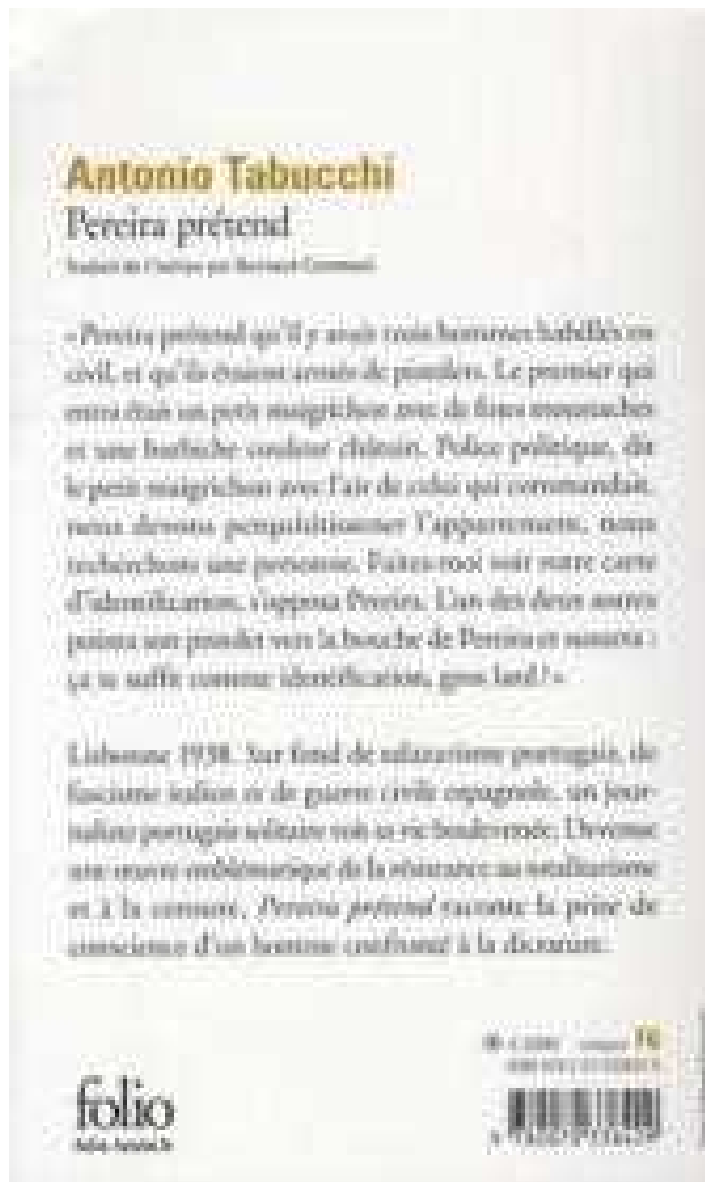 Antonio Tabucchi
Pereira prétend
Traduit de l'italien par Bernard Comment
« Pereira prétend qu'il y avait trois hommes habillés en
civil, et qu'ils étaient armés de pistolets. Le premier qui
entra était un petit maigrichon avec de fines moustaches
et une barbiche couleur châtain. Police politique, dit
le petit maigrichon avec l'air de celui qui commandait,
nous devons perquisitionner l'appartement, nous
recherchons une personne. Faites-moi voir votre carte
d'identification, s'opposa Pereira. L'un des deux autres
pointa son pistolet vers la bouche de Pereira et susurra :
ça te suffit comme identification, gros lard ? »
Lisbonne 1938. Sur fond de salazarisme portugais, de
fascisme italien et de guerre civile espagnole, un jour-
naliste portugais solitaire voit sa vie bouleversée. Devenue
une œuvre emblématique de la résistance au totalitarisme
et à la censure, Pereira prétend raconte la prise de
conscience d'un homme confronté à la dictature.
folio